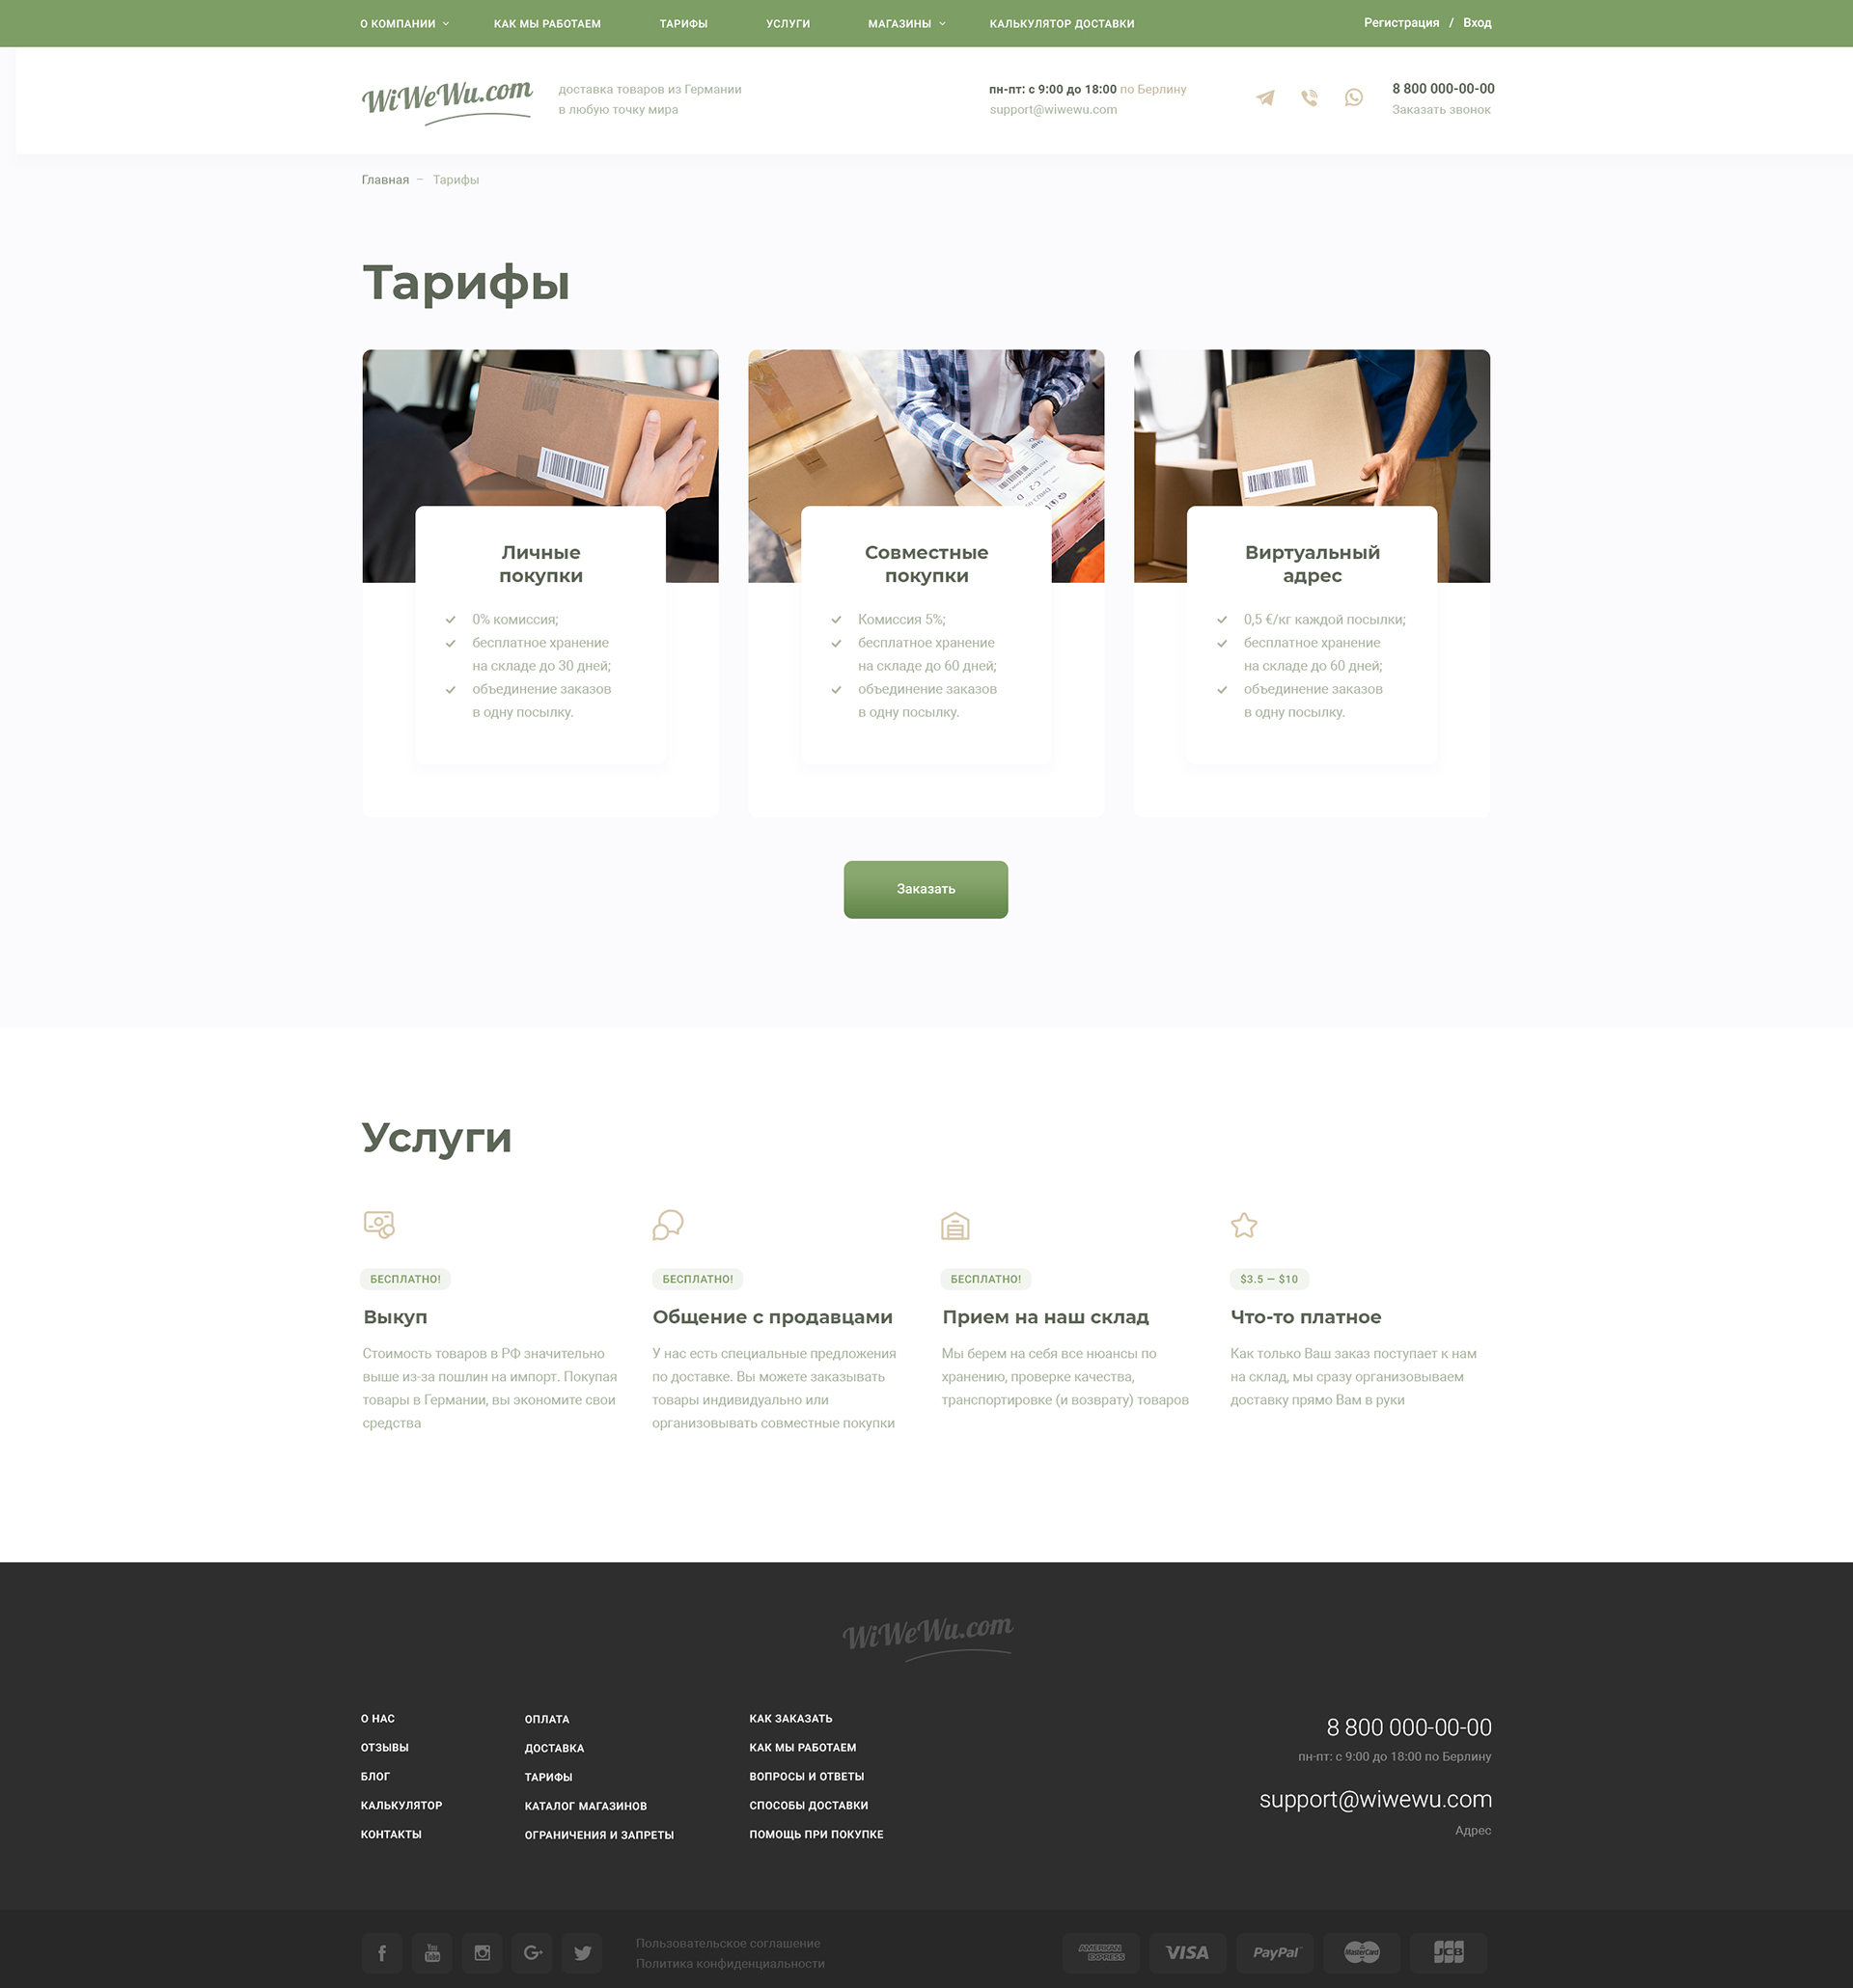 О КОМПАНИИ КАК МЫ РАБОТАЕМ ТАРИФЫ УСЛУГИ МАГАЗИНЫ КАЛЬКУЛЯТОР ДОСТАВКИ Регистрация / Вход
WiWeWu.com
доставка товаров из Германии
в любую точку мира
пн-пт: с 9:00 до 18:00 по Берлину
support@wiwewu.com
8 800 000-00-00
Заказать звонок
Главная – Тарифы
Тарифы
Личные
покупки
0% комиссия;
бесплатное хранение
на складе до 30 дней;
объединение заказов
в одну посылку.
Совместные
покупки
Комиссия 5%;
бесплатное хранение
на складе до 60 дней;
объединение заказов
в одну посылку.
Виртуальный
адрес
0,5 €/кг каждой посылки;
бесплатное хранение
на складе до 60 дней;
объединение заказов
в одну посылку.
Заказать
Услуги
БЕСПЛАТНО!
Выкуп
Стоимость товаров в РФ значительно
выше из-за пошлин на импорт. Покупая
товары в Германии, вы экономите свои
средства
БЕСПЛАТНО!
Общение с продавцами
У нас есть специальные предложения
по доставке. Вы можете заказывать
товары индивидуально или
организовывать совместные покупки
БЕСПЛАТНО!
Прием на наш склад
Мы берем на себя все нюансы по
хранению, проверке качества,
транспортировке (и возврату) товаров
$3.5 — $10
Что-то платное
Как только Ваш заказ поступает к нам
на склад, мы сразу организовываем
доставку прямо Вам в руки
WiWeWu.com
О НАС
ОТЗЫВЫ
БЛОГ
КАЛЬКУЛЯТОР
КОНТАКТЫ
ОПЛАТА
ДОСТАВКА
ТАРИФЫ
КАТАЛОГ МАГАЗИНОВ
ОГРАНИЧЕНИЯ И ЗАПРЕТЫ
КАК ЗАКАЗАТЬ
КАК МЫ РАБОТАЕМ
ВОПРОСЫ И ОТВЕТЫ
СПОСОБЫ ДОСТАВКИ
ПОМОЩЬ ПРИ ПОКУПКЕ
8 800 000-00-00
пн-пт: с 9:00 до 18:00 по Берлину
support@wiwewu.com
Адрес
You
Tube
Пользовательское соглашение
Политика конфиденциальности
AMERICAN
EXPRESS
VISA
PayPal
MasterCard
JCB